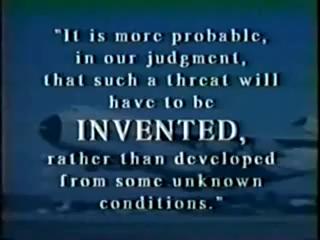 "It is more probable,
in our judgment,
that such a threat will
have to be
INVENTED,
rather than developed
from some unknown
conditions."